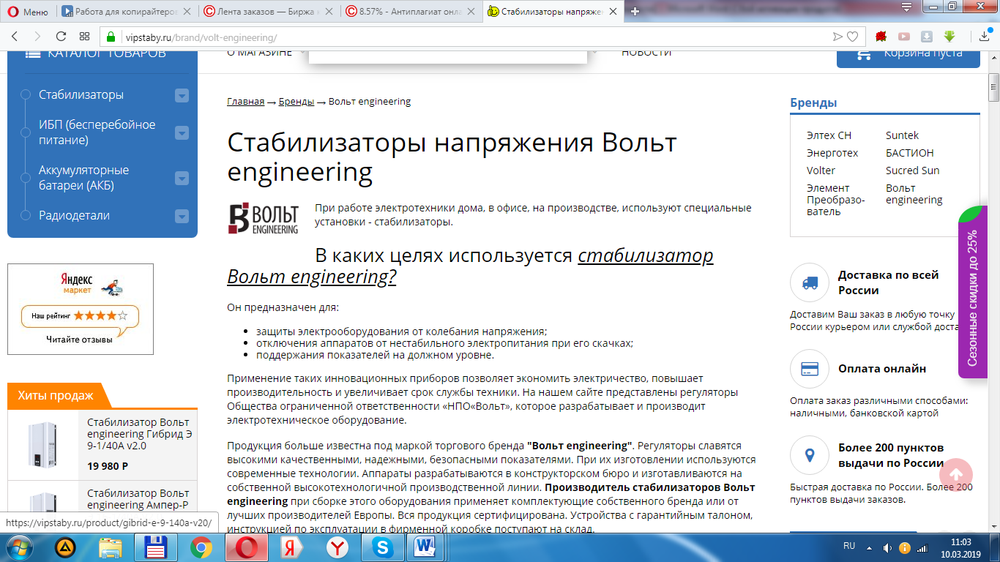 Меню
Работа для копирайтеров
Лента заказов — Биржа к
8.57% - Антиплагиат онла
Стабилизаторы напряжен
vipstaby.ru/brand/volt-engineering/
КАТАЛОГ ТОВАРОВ
О МАГАЗИНЕ
НОВОСТИ
Корзина пуста
Стабилизаторы
ИБП (бесперебойное
питание)
Аккумуляторные
батареи (АКБ)
Радиодетали
Яндекс
маркет
Наш рейтинг
Читайте отзывы
Хиты продаж
Стабилизатор Вольт
engineering Гибрид Э
9-1/40А v2.0
19 980 Р
Стабилизатор Вольт
engineering Ампер-Р
https://vipstaby.ru/product/gibrid-e-9-140a-v20/
Главная → Бренды → Вольт engineering
Стабилизаторы напряжения Вольт
engineering
ВОЛЬТ
ENGINEERING
При работе электротехники дома, в офисе, на производстве, используют специальные
установки - стабилизаторы.
В каких целях используется стабилизатор
Вольт engineering?
Он предназначен для:
защиты электрооборудования от колебания напряжения;
отключения аппаратов от нестабильного электропитания при его скачках;
поддержания показателей на должном уровне.
Применение таких инновационных приборов позволяет экономить электричество, повышает
производительность и увеличивает срок службы техники. На нашем сайте представлены регуляторы
Общества ограниченной ответственности «НПО«Вольт», которое разрабатывает и производит
электротехническое оборудование.
Продукция больше известна под маркой торгового бренда "Вольт engineering". Регуляторы славятся
высокими качественными, надежными, безопасными показателями. При их изготовлении используются
современные технологии. Аппараты разрабатываются в конструкторском бюро и изготавливаются на
собственной высокотехнологичной производственной линии. Производитель стабилизаторов Вольт
engineering при сборке этого оборудования применяет комплектующие собственного бренда или от
лучших производителей Европы. Вся продукция сертифицирована. Устройства с гарантийным талоном,
инструкцией по эксплуатации в фирменной коробке поступают на склад.
Бренды
Элтех СН
Suntek
Энерготех
БАСТИОН
Volter
Sucred Sun
Элемент
Преобразо-
ватель
Вольт
engineering
Сезонные скидки до 25%
Доставка по всей
России
Доставим Ваш заказ в любую точку
России курьером или службой доста
Оплата онлайн
Оплата заказ различными способами:
наличными, банковской картой
Более 200 пунктов
выдачи по России
Быстрая доставка по России. Более 200
пунктов выдачи заказов.
RU
11:03
10.03.2019